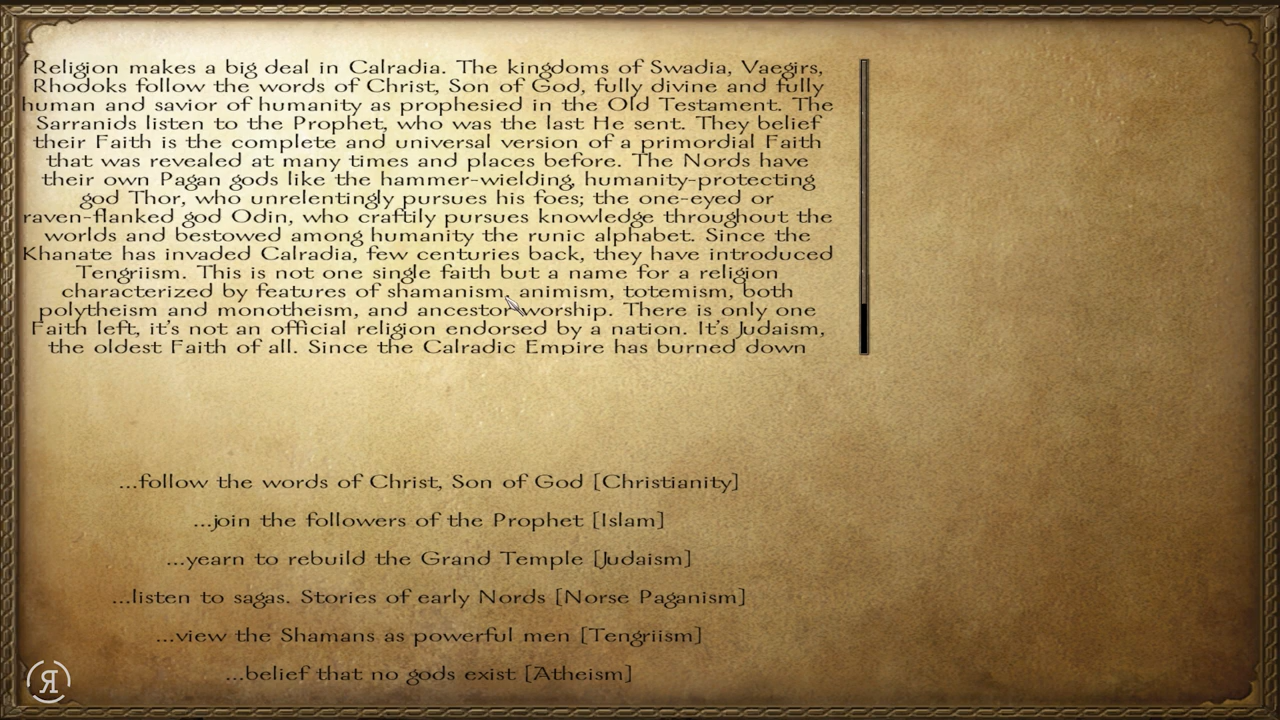 Religion makes a big deal in Calradia. The kingdoms of Swadia, Vaegirs,
Rhodoks follow the words of Christ, Son of God, fully divine and fully
human and savior of humanity as prophesied in the Old Testament. The
Sarranids listen to the Prophet, who was the last He sent. They belief
their Faith is the complete and universal version of a primordial Faith
that was revealed at many times and places before. The Nords have
their own Pagan gods like the hammer-wielding, humanity-protecting
god Thor, who unrelentingly pursues his foes; the one-eyed or
raven-flanked god Odin, who craftily pursues knowledge throughout the
worlds and bestowed among humanity the runic alphabet. Since the
Khanate has invaded Calradia, few centuries back, they have introduced
Tengriism. This is not one single faith but a name for a religion
characterized by features of shamanism, animism, totemism, both
polytheism and monotheism, and ancestor worship. There is only one
Faith left, it's not an official religion endorsed by a nation. It's Judaism,
the oldest Faith of all. Since the Calradic Empire has burned down
...follow the words of Christ, Son of God [Christianity]
...join the followers of the Prophet [Islam]
...yearn to rebuild the Grand Temple [Judaism]
...listen to sagas. Stories of early Nords [Norse Paganism]
...view the Shamans as powerful men [Tengriism]
...belief that no gods exist [Atheism]